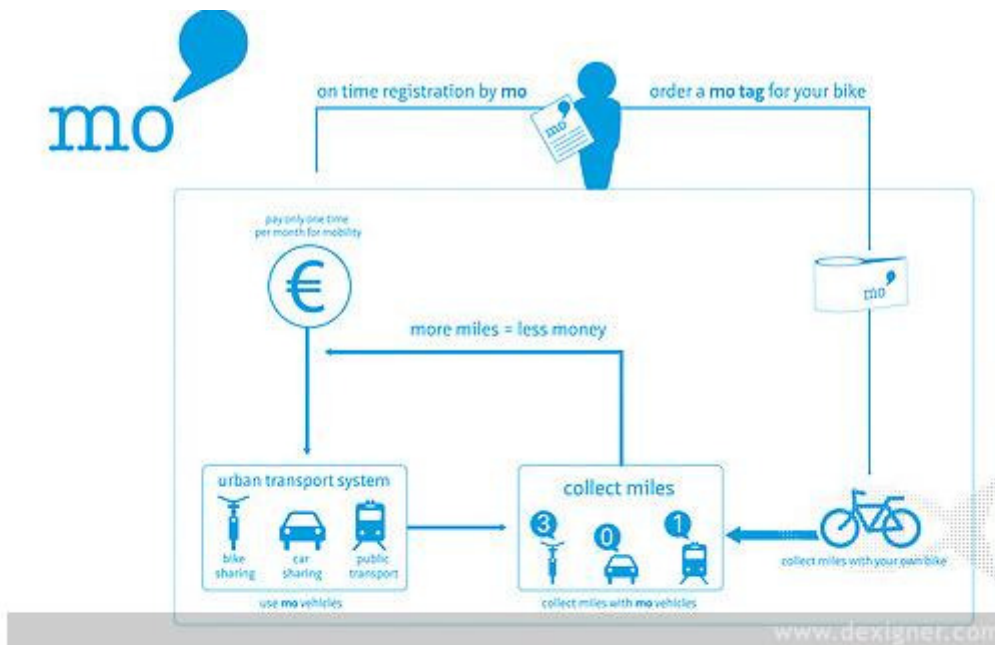 mo’
on time registration by mo
order a mo tag for your bike
mo’
pay only one time
per month for mobility
€
mo’
more miles = less money
urban transport system
bike
sharing
car
sharing
public
transport
use mo vehicles
collect miles
3
0
1
collect miles with mo vehicles
collect miles with your own bike
www.dexigner.com